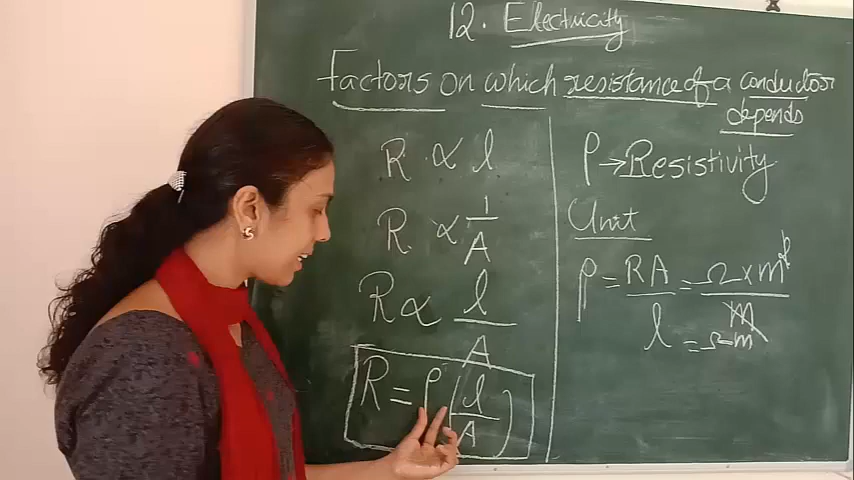 12. Electricity
Factors on which resistance of a conductor
depends
R ∝ l
R ∝ 1/A
R ∝ l/A
R = ρ(l/A)
ρ → Resistivity
Unit
ρ = RA/l = Ω×m²/m
= Ω-m